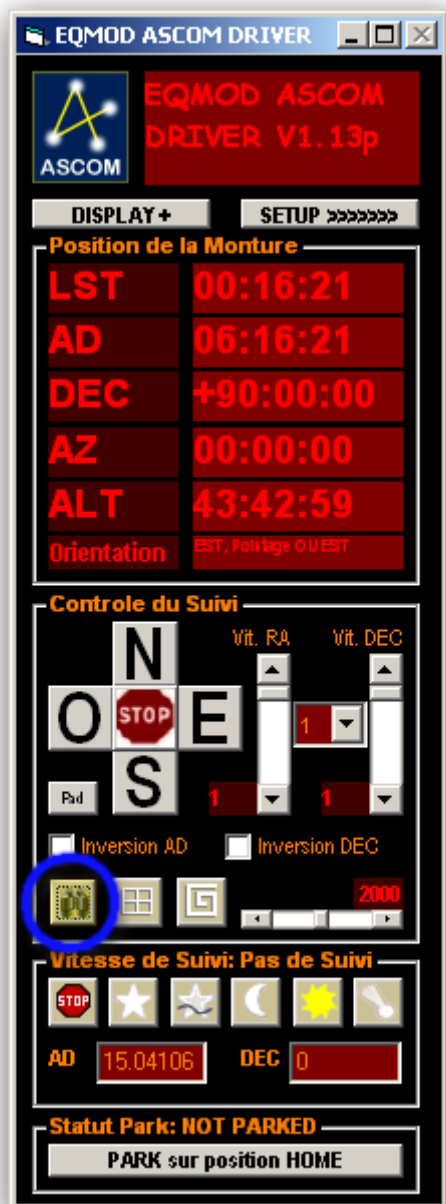 EQMOD ASCOM DRIVER
EQMOD ASCOM
DRIVER V1.13p
ASCOM
DISPLAY + SETUP >>>>>>>
Position de la Monture
LST 00:16:21
AD 06:16:21
DEC +90:00:00
AZ 00:00:00
ALT 43:42:59
Orientation EST, Pointage OUEST
Controle du Suivi
Vit. RA Vit. DEC
N
O STOP E 1
S
Pad 1 1
Inversion AD Inversion DEC
2000
Vitesse de Suivi: Pas de Suivi
STOP
AD 15.04106 DEC 0
Statut Park: NOT PARKED
PARK sur position HOME